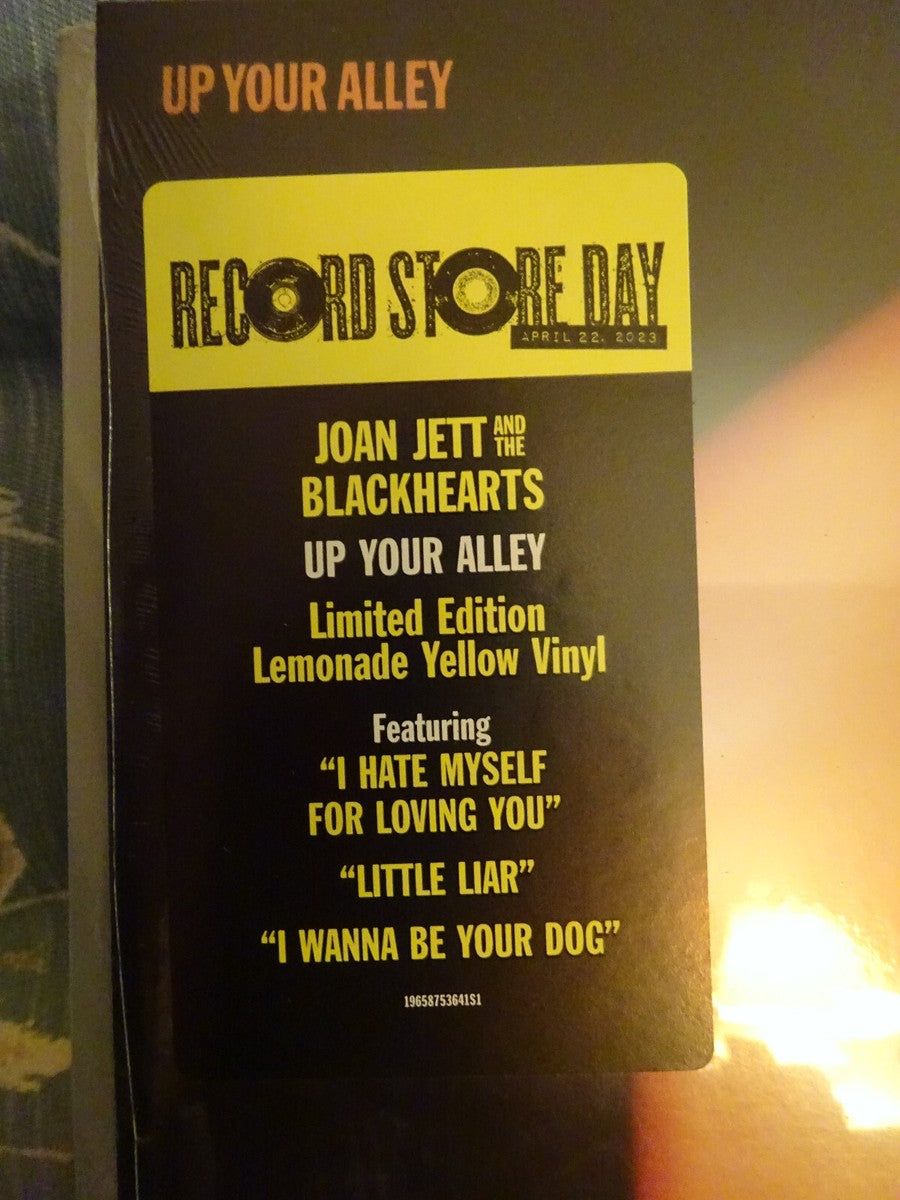 UP YOUR ALLEY
RECORD STORE DAY
APRIL 22, 2023
JOAN JETT AND THE
BLACKHEARTS
UP YOUR ALLEY
Limited Edition
Lemonade Yellow Vinyl
Featuring
“I HATE MYSELF
FOR LOVING YOU”
“LITTLE LIAR”
“I WANNA BE YOUR DOG”
19658753641S1